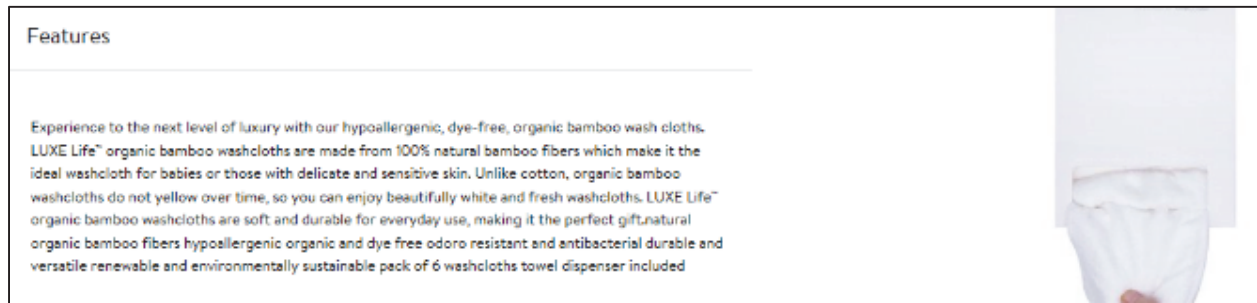 Features
Experience to the next level of luxury with our hypoallergenic, dye-free, organic bamboo wash cloths.
LUXE Life™ organic bamboo washcloths are made from 100% natural bamboo fibers which make it the
ideal washcloth for babies or those with delicate and sensitive skin. Unlike cotton, organic bamboo
washcloths do not yellow over time, so you can enjoy beautifully white and fresh washcloths. LUXE Life™
organic bamboo washcloths are soft and durable for everyday use, making it the perfect gift.natural
organic bamboo fibers hypoallergenic organic and dye free odoro resistant and antibacterial durable and
versatile renewable and environmentally sustainable pack of 6 washcloths towel dispenser included